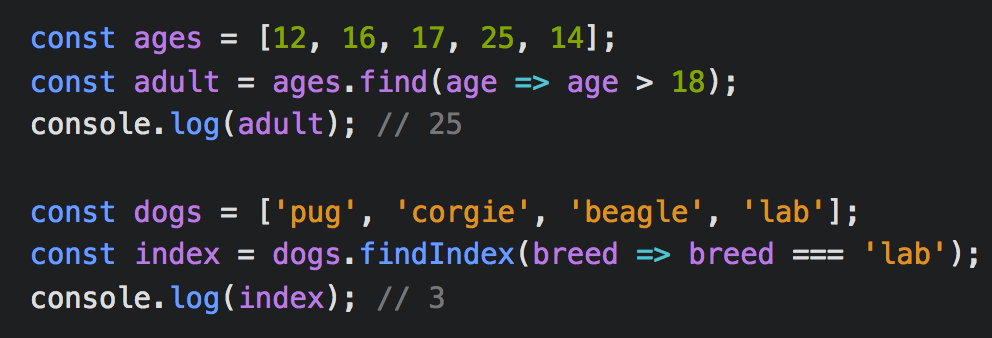 const ages = [12, 16, 17, 25, 14];
const adult = ages.find(age => age > 18);
console.log(adult); // 25
const dogs = ['pug', 'corgie', 'beagle', 'lab'];
const index = dogs.findIndex(breed => breed === 'lab');
console.log(index); // 3